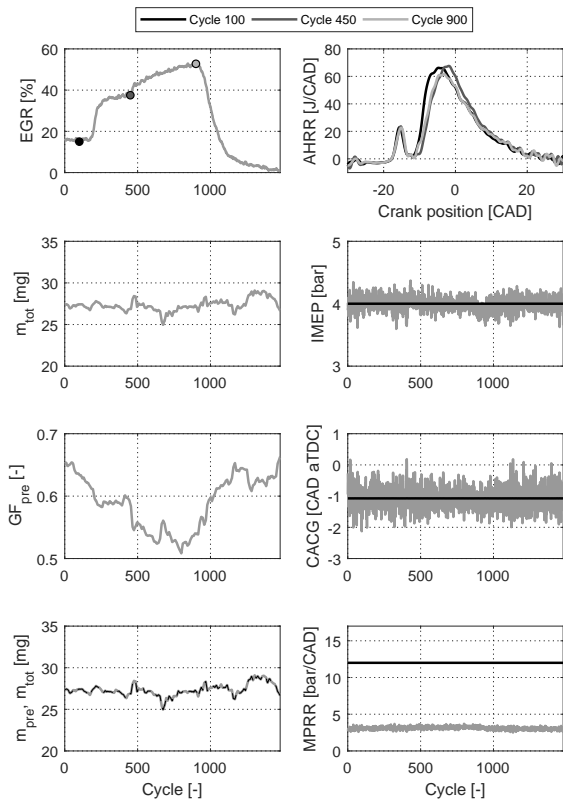 Cycle 100 Cycle 450 Cycle 900
60
40
20
0
EGR [%]
0 500 1000
80
60
40
20
0
AHRR [J/CAD]
-20 0 20
Crank position [CAD]
35
30
25
20
m_tot [mg]
0 500 1000
5
4
3
IMEP [bar]
0 500 1000
0.7
0.6
0.5
GF_pre [-]
0 500 1000
1
0
-1
-2
-3
CACG [CAD aTDC]
0 500 1000
35
30
25
20
m_pre, m_tot [mg]
0 500 1000
Cycle [-]
15
10
5
0
MPRR [bar/CAD]
0 500 1000
Cycle [-]